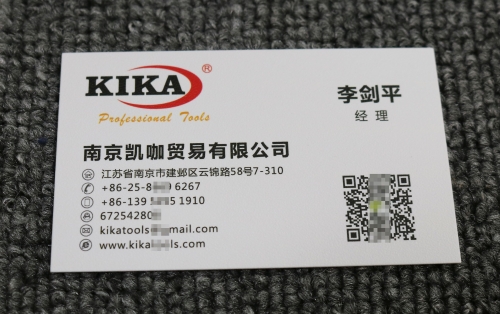 KIKA®
Professional Tools
李剑平
经 理
南京凯咖贸易有限公司
江苏省南京市建邺区云锦路58号7-310
+86-25-8 6267
+86-139 1910
67254280
kikatools mail.com
www.kika ols.com